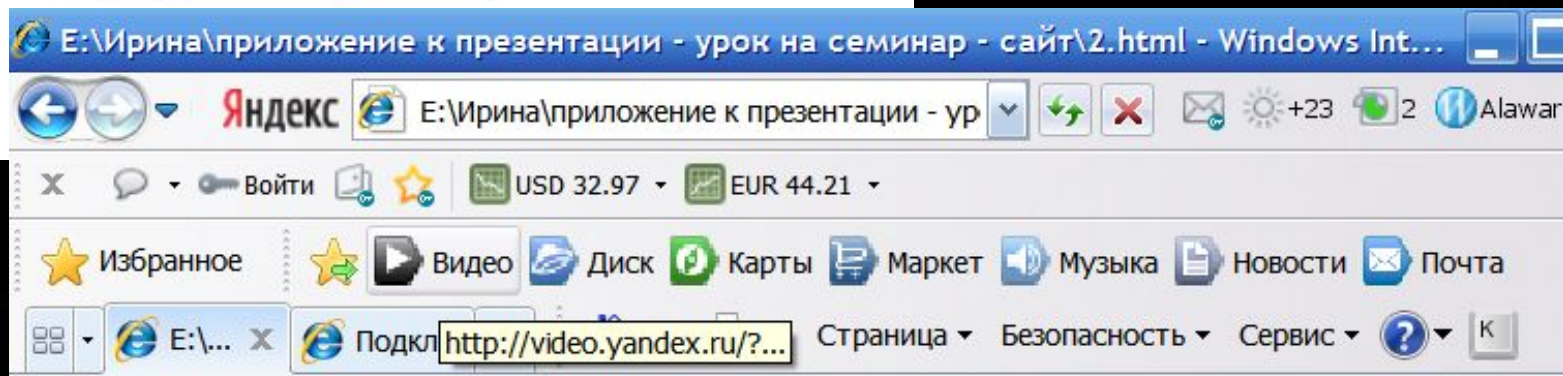 E:\Ирина\приложение к презентации - урок на семинар - сайт\2.html - Windows Int...
Яндекс E:\Ирина\приложение к презентации - ур +23 2 Alawar
x Войти USD 32.97 EUR 44.21
Избранное Видео Диск Карты Маркет Музыка Новости Почта
E:\... x Подкл http://video.yandex.ru/?... Страница Безопасность Сервис ? K